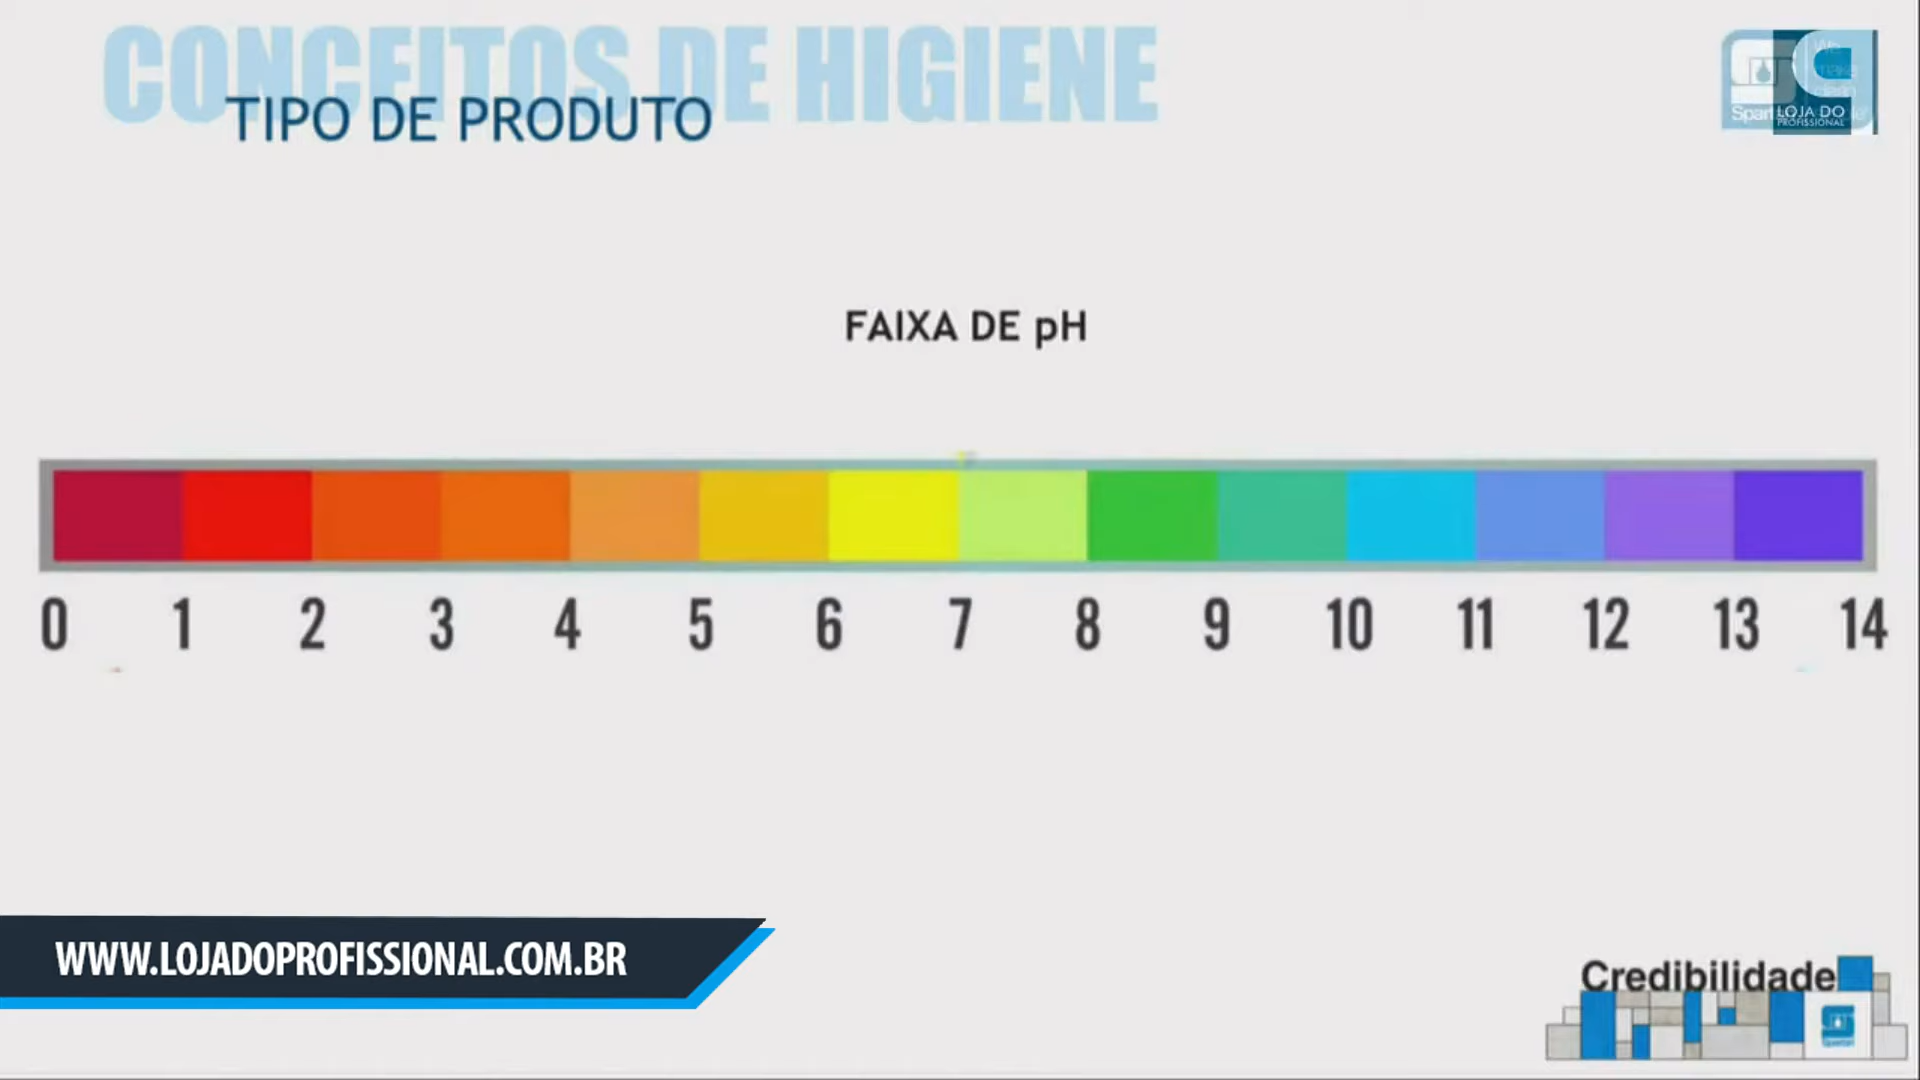 CONCEITOS DE HIGIENE
TIPO DE PRODUTO
LOJA DO
PROFISSIONAL
FAIXA DE pH
0 1 2 3 4 5 6 7 8 9 10 11 12 13 14
WWW.LOJADOPROFISSIONAL.COM.BR
Credibilidade